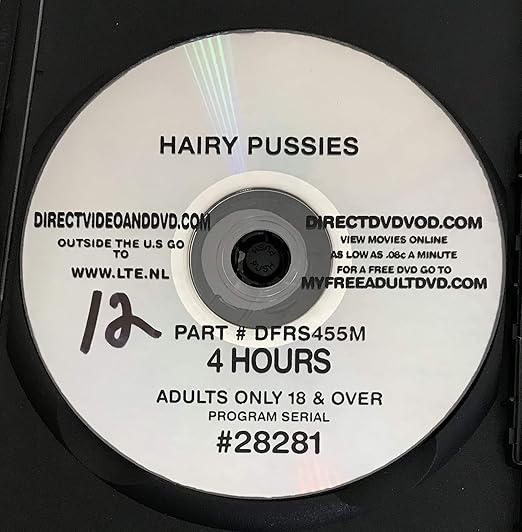 HAIRY PUSSIES
DIRECTVIDEOANDDVD.COM
OUTSIDE THE U.S GO
TO
WWW.LTE.NL
DIRECTDVDVOD.COM
VIEW MOVIES ONLINE
AS LOW AS .08c A MINUTE
FOR A FREE DVD GO TO
MYFREEADULTDVD.COM
12
PART # DFRS455M
4 HOURS
ADULTS ONLY 18 & OVER
PROGRAM SERIAL
#28281
PUSH